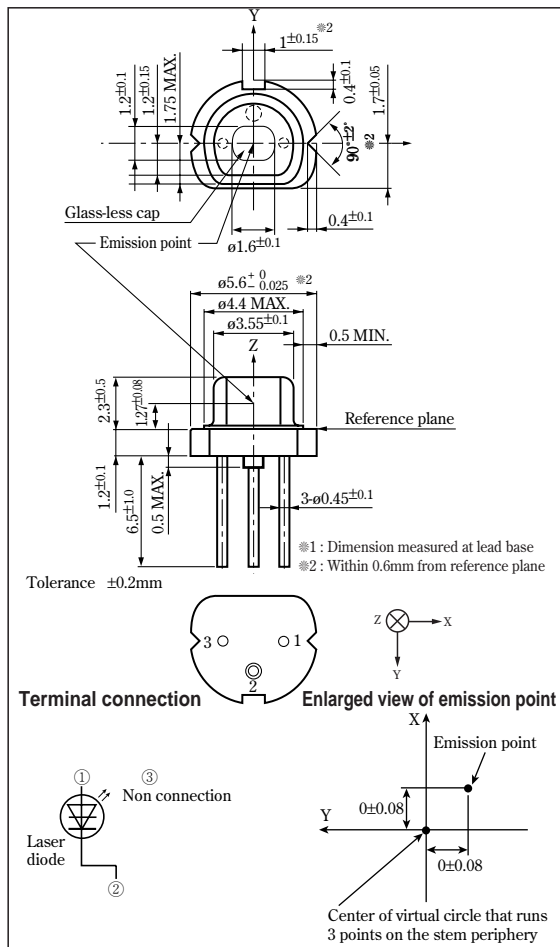 Y
1±0.15 ※2
1.2±0.1
1.2±0.15
1.75 MAX.
0.4±0.1
1.7±0.05
90°±2°
※2
Glass-less cap
0.4±0.1
Emission point
ø1.6±0.1
ø5.6 + 0 − 0.025 ※2
ø4.4 MAX.
ø3.55±0.1
0.5 MIN.
Z
2.3±0.5
1.27±0.08
Reference plane
1.2±0.1
6.5±1.0
0.5 MAX.
3-ø0.45±0.1
※1 : Dimension measured at lead base
※2 : Within 0.6mm from reference plane
Tolerance ±0.2mm
3
1
2
Z
X
Y
Terminal connection
Enlarged view of emission point
X
Emission point
① ③
Non connection
0±0.08
Y
Laser
diode
0±0.08
②
Center of virtual circle that runs
3 points on the stem periphery